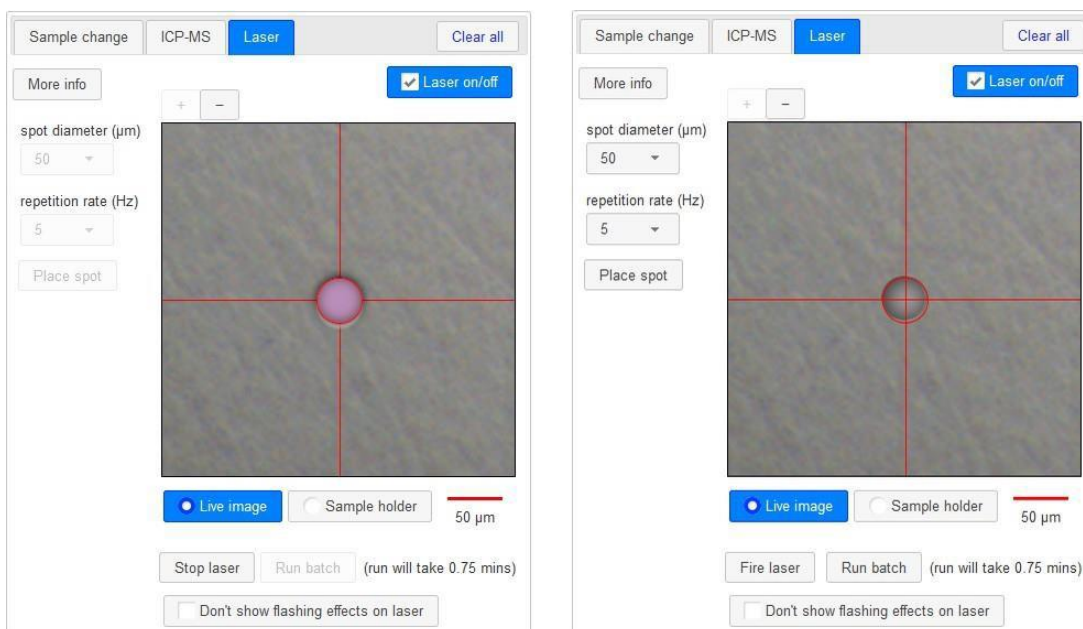 Sample change ICP-MS Laser Clear all
More info Laser on/off
+ −
spot diameter (μm)
50
repetition rate (Hz)
5
Place spot
Live image Sample holder 50 μm
Stop laser Run batch (run will take 0.75 mins)
Don't show flashing effects on laser
Sample change ICP-MS Laser Clear all
More info Laser on/off
+ −
spot diameter (μm)
50
repetition rate (Hz)
5
Place spot
Live image Sample holder 50 μm
Fire laser Run batch (run will take 0.75 mins)
Don't show flashing effects on laser